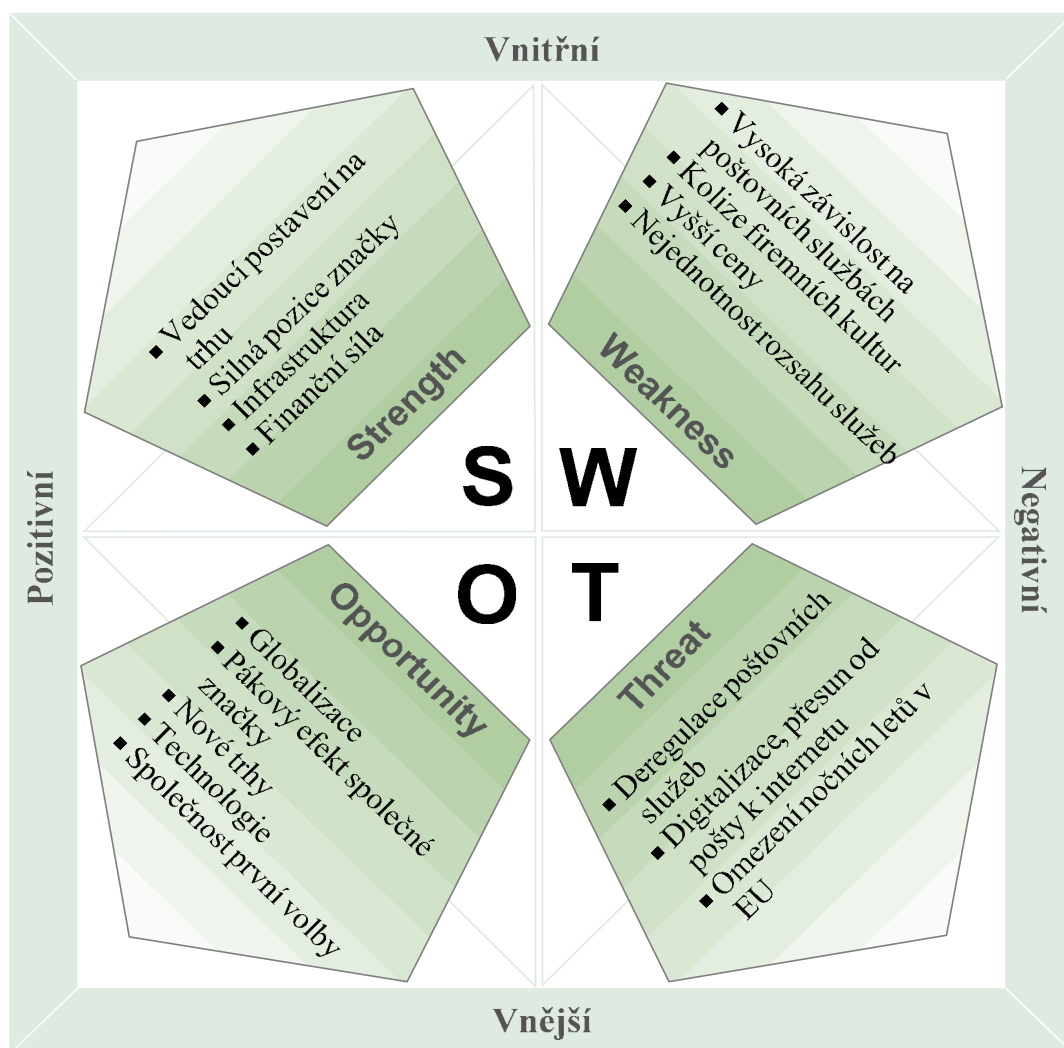 Vnitřní
Pozitivní
Negativní
Vnější
■ Vedoucí postavení na
trhu
■ Silná pozice značky
■ Infrastruktura
■ Finanční síla
Strength
S
■ Vysoká závislost na
poštovních službách
■ Kolize firemních kultur
■ Vyšší ceny
■ Nejednotnost rozsahu služeb
Weakness
W
O
Opportunity
■ Globalizace
■ Pákový efekt společné
značky
■ Nové trhy
■ Technologie
■ Společnost první volby
T
Threat
■ Deregulace poštovních
služeb
■ Digitalizace, přesun od
pošty k internetu
■ Omezení nočních letů v
EU